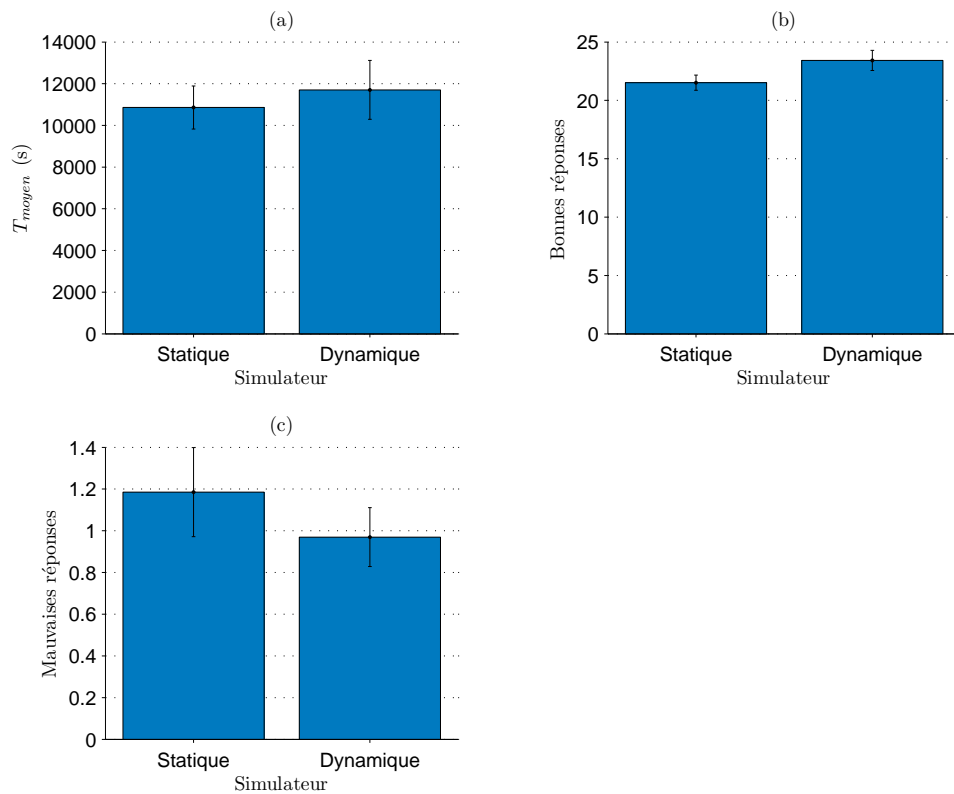 (a)
14000
12000
10000
8000
6000
4000
2000
0
T_moyen (s)
Statique Dynamique
Simulateur
(b)
25
20
15
10
5
0
Bonnes réponses
Statique Dynamique
Simulateur
(c)
1.4
1.2
1
0.8
0.6
0.4
0.2
0
Mauvaises réponses
Statique Dynamique
Simulateur